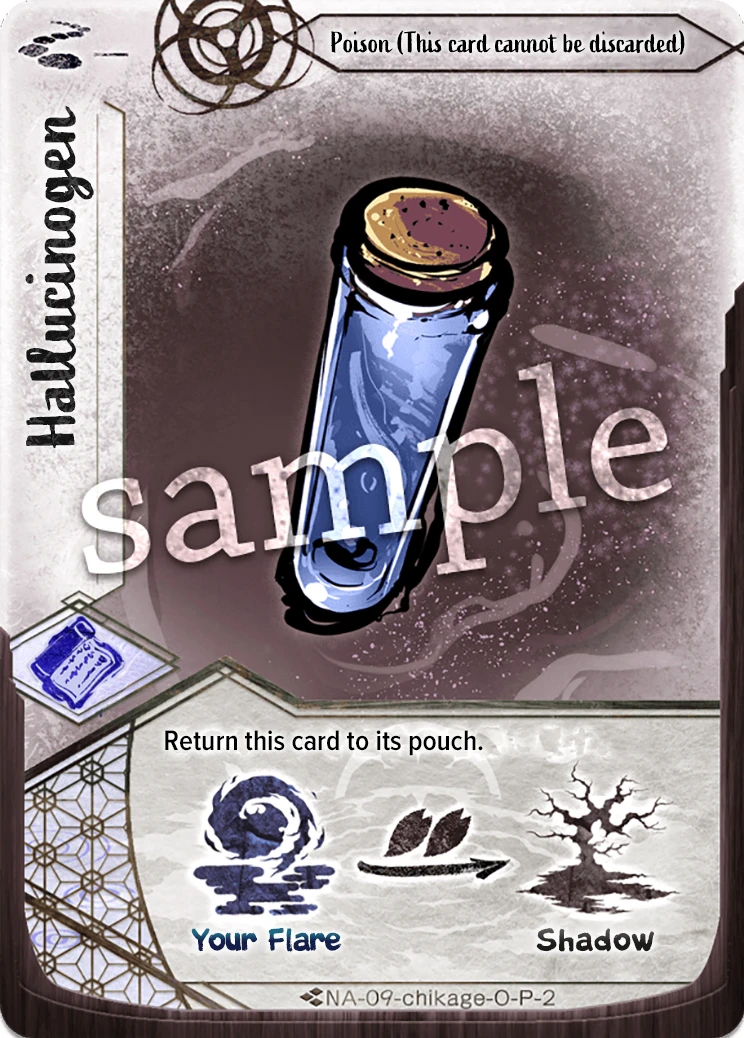 Poison (This card cannot be discarded)
Hallucinogen
sample
Return this card to its pouch.
Your Flare
Shadow
NA-09-chikage-O-P-2